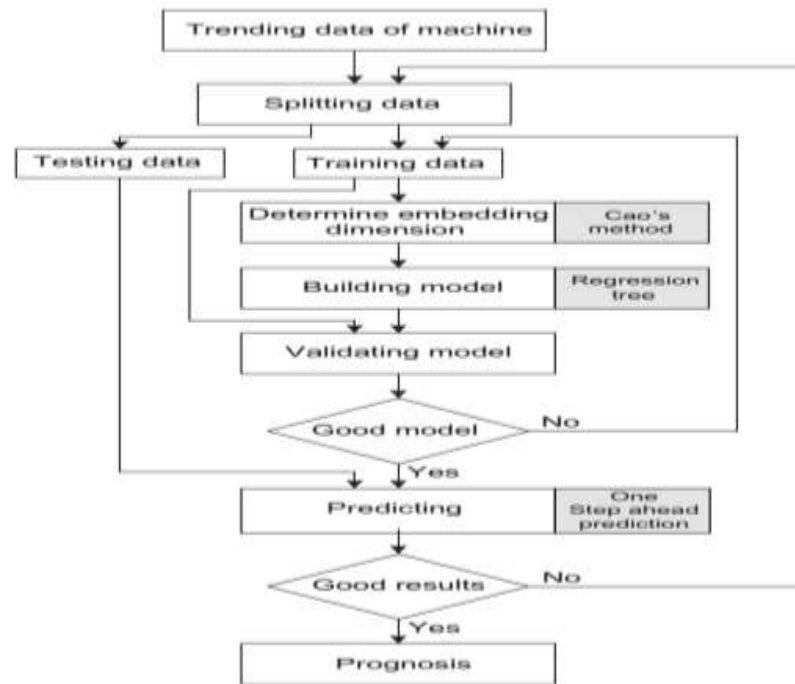 Trending data of machine
Splitting data
Testing data
Training data
Determine embedding
dimension
Cao's
method
Building model
Regression
tree
Validating model
Good model
No
Yes
Predicting
One
Step ahead
prediction
Good results
No
Yes
Prognosis